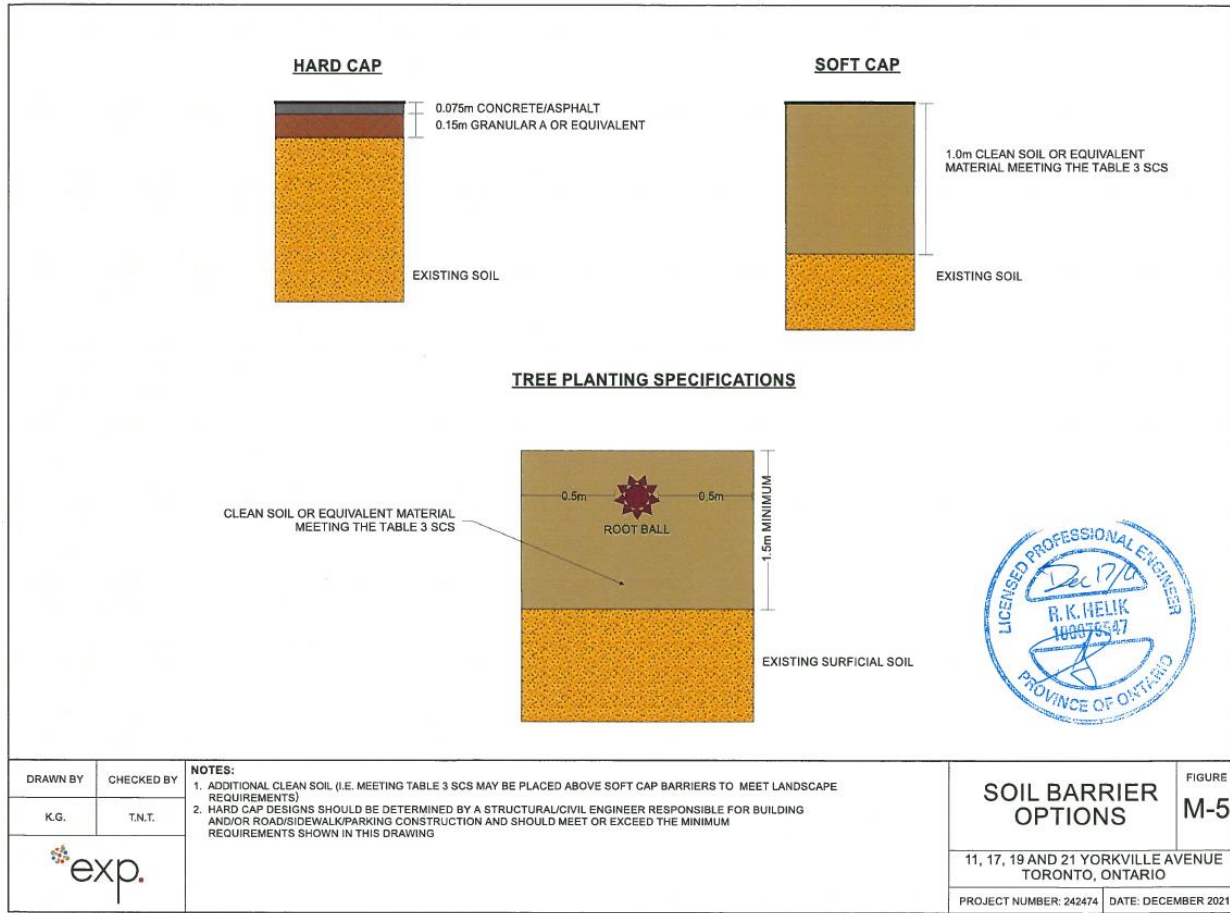 HARD CAP
0.075m CONCRETE/ASPHALT
0.15m GRANULAR A OR EQUIVALENT
EXISTING SOIL
SOFT CAP
1.0m CLEAN SOIL OR EQUIVALENT
MATERIAL MEETING THE TABLE 3 SCS
EXISTING SOIL
TREE PLANTING SPECIFICATIONS
CLEAN SOIL OR EQUIVALENT MATERIAL
MEETING THE TABLE 3 SCS
0.5m
0.5m
ROOT BALL
1.5m MINIMUM
EXISTING SURFICIAL SOIL
LICENSED PROFESSIONAL ENGINEER
Dec 17/21
R. K. HELIK
PROVINCE OF ONTARIO
DRAWN BY
CHECKED BY
K.G.
T.N.T.
exp.
NOTES:
1. ADDITIONAL CLEAN SOIL (I.E. MEETING TABLE 3 SCS MAY BE PLACED ABOVE SOFT CAP BARRIERS TO MEET LANDSCAPE
REQUIREMENTS)
2. HARD CAP DESIGNS SHOULD BE DETERMINED BY A STRUCTURAL/CIVIL ENGINEER RESPONSIBLE FOR BUILDING
AND/OR ROAD/SIDEWALK/PARKING CONSTRUCTION AND SHOULD MEET OR EXCEED THE MINIMUM
REQUIREMENTS SHOWN IN THIS DRAWING
SOIL BARRIER
OPTIONS
FIGURE
M-5
11, 17, 19 AND 21 YORKVILLE AVENUE
TORONTO, ONTARIO
PROJECT NUMBER: 242474
DATE: DECEMBER 2021